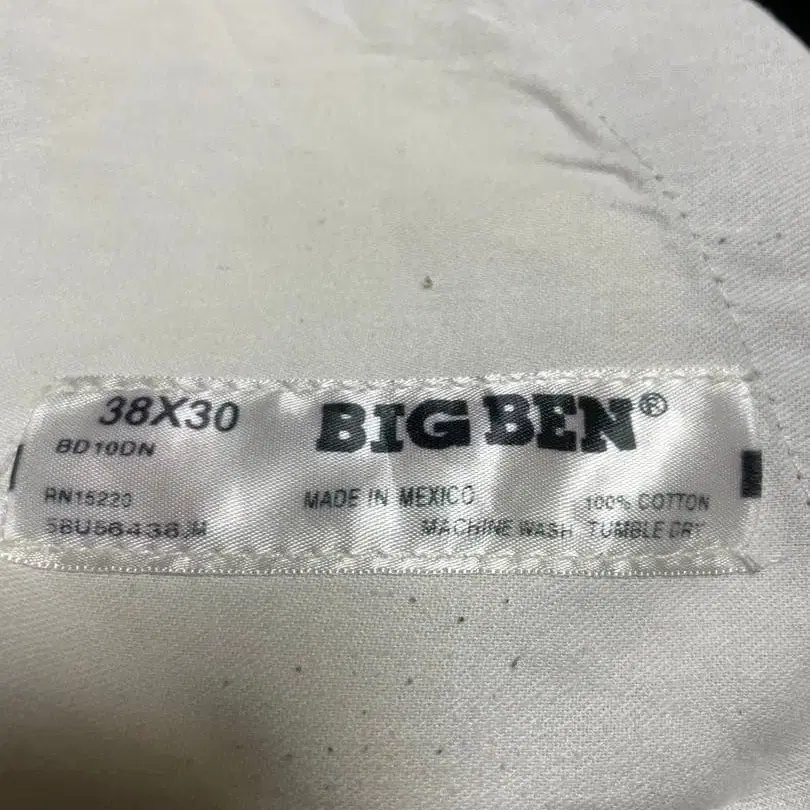 38X30
BIG BEN®
BD10DN
RN15220
MADE IN MEXICO
100% COTTON
MACHINE WASH TUMBLE DRY